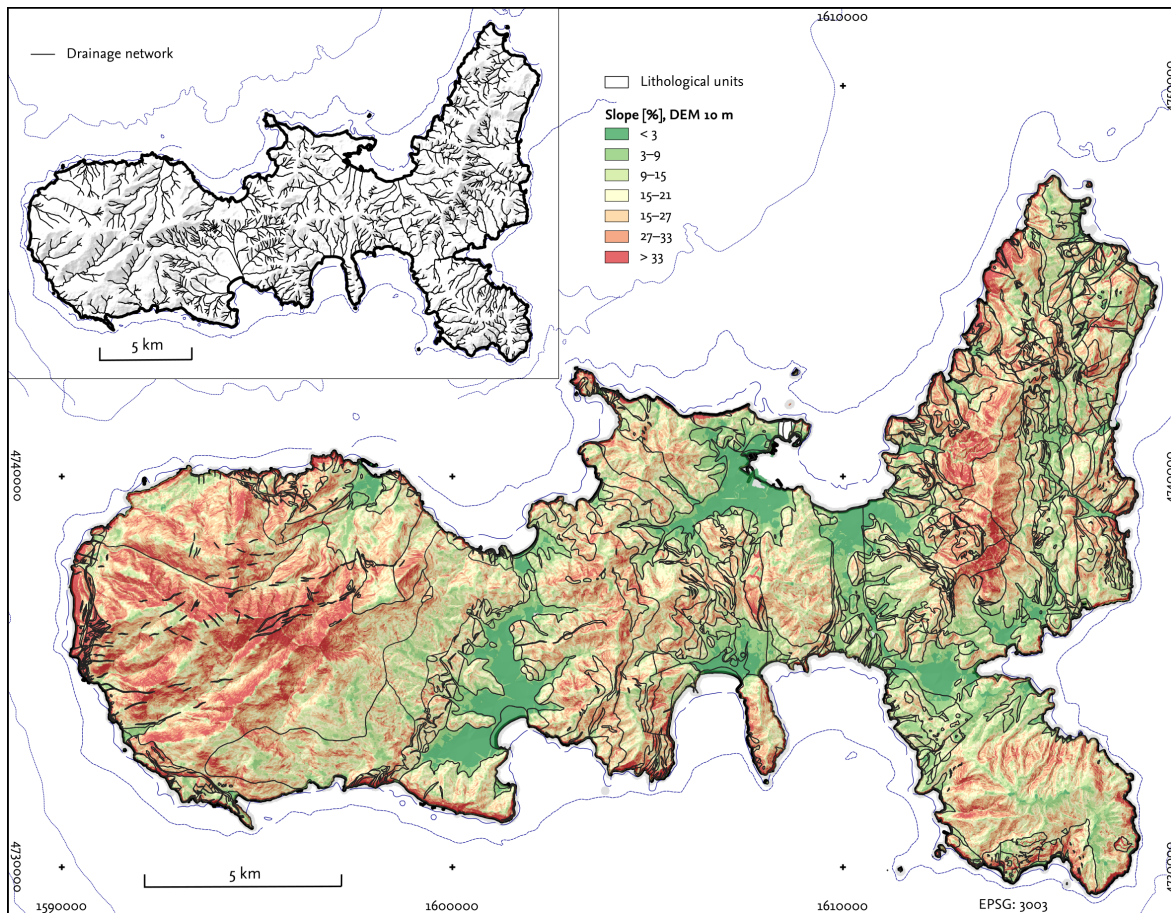 1610000
Drainage network
Lithological units
Slope [%], DEM 10 m
< 3
3–9
9–15
15–21
15–27
27–33
> 33
5 km
4740000
4730000
5 km
1590000
1600000
1610000
EPSG: 3003